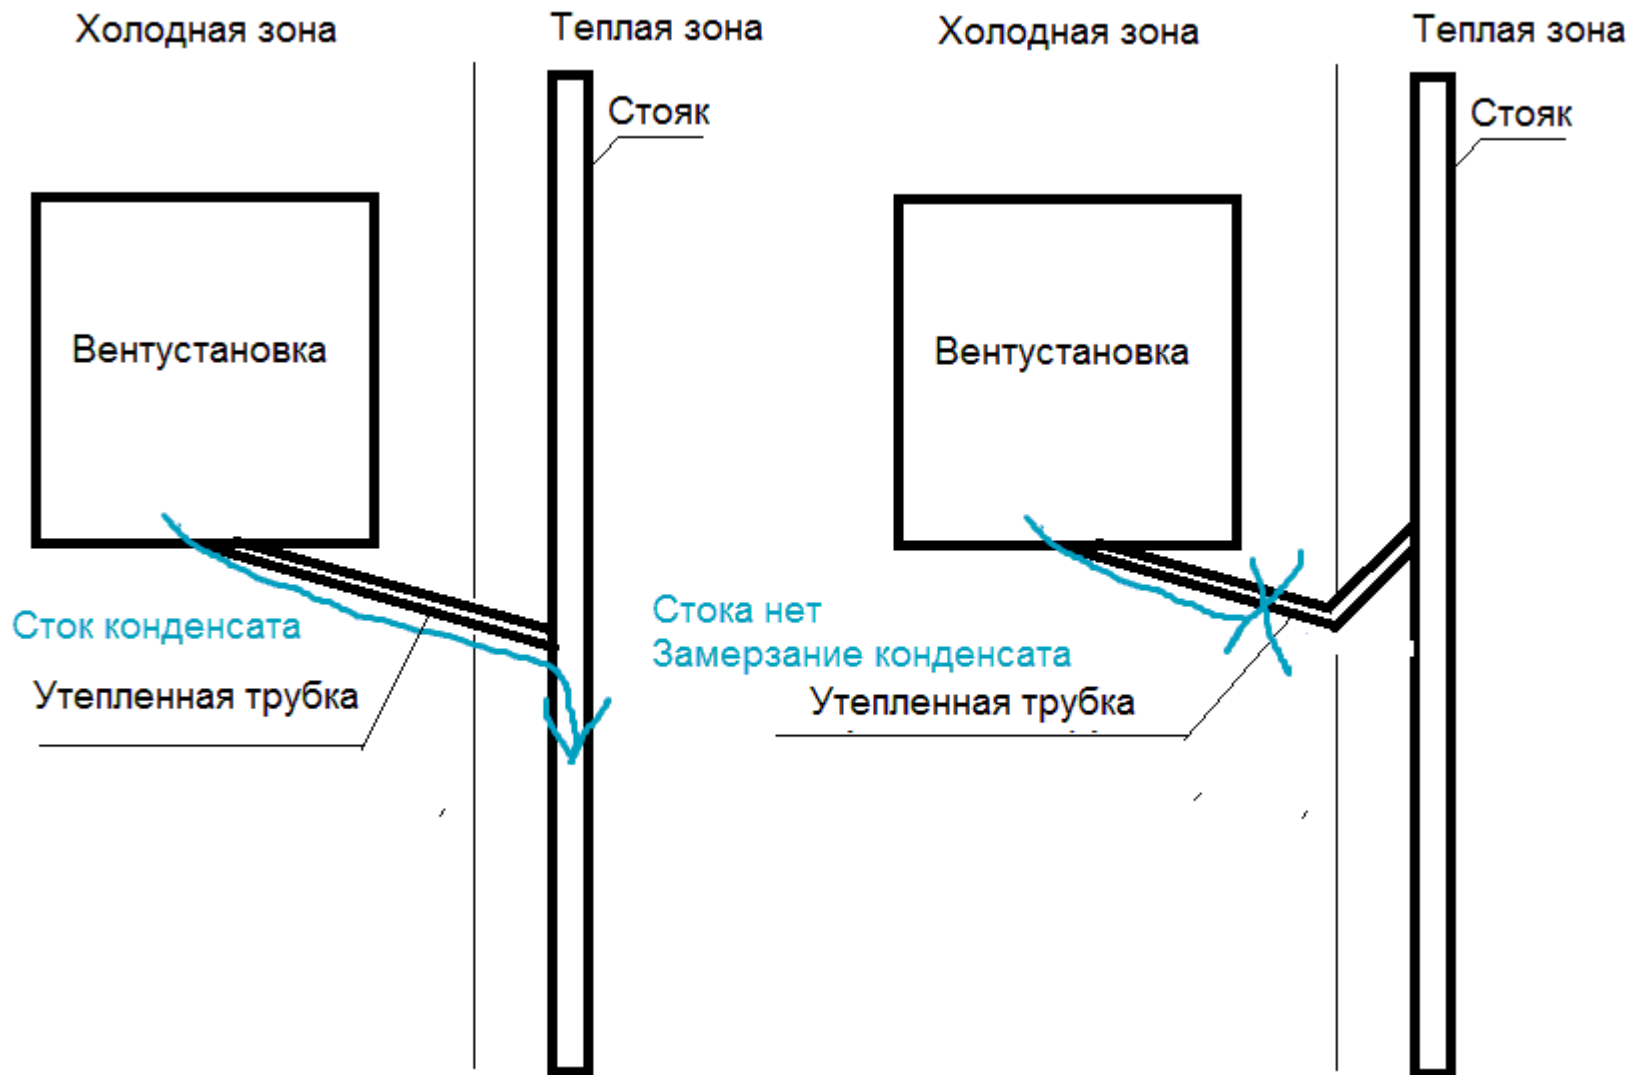 Холодная зона
Теплая зона
Стояк
Вентустановка
Сток конденсата
Утепленная трубка
Холодная зона
Теплая зона
Стояк
Вентустановка
Стока нет
Замерзание конденсата
Утепленная трубка